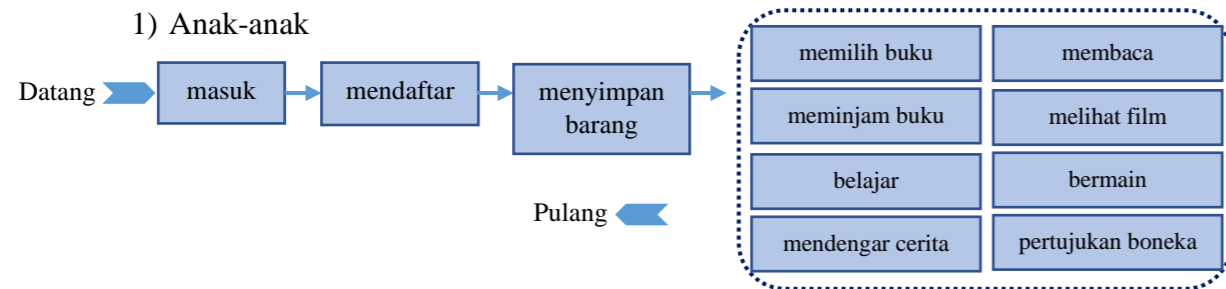 1) Anak-anak
Datang
masuk
mendaftar
menyimpan
barang
memilih buku
membaca
meminjam buku
melihat film
belajar
bermain
mendengar cerita
pertujukan boneka
Pulang